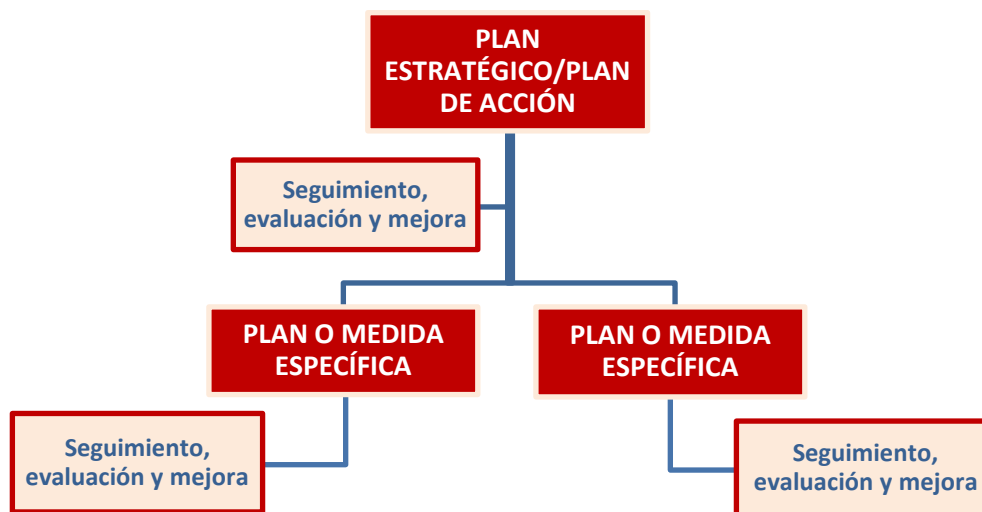 PLAN
ESTRATÉGICO/PLAN
DE ACCIÓN
Seguimiento,
evaluación y mejora
PLAN O MEDIDA
ESPECÍFICA
PLAN O MEDIDA
ESPECÍFICA
Seguimiento,
evaluación y mejora
Seguimiento,
evaluación y mejora